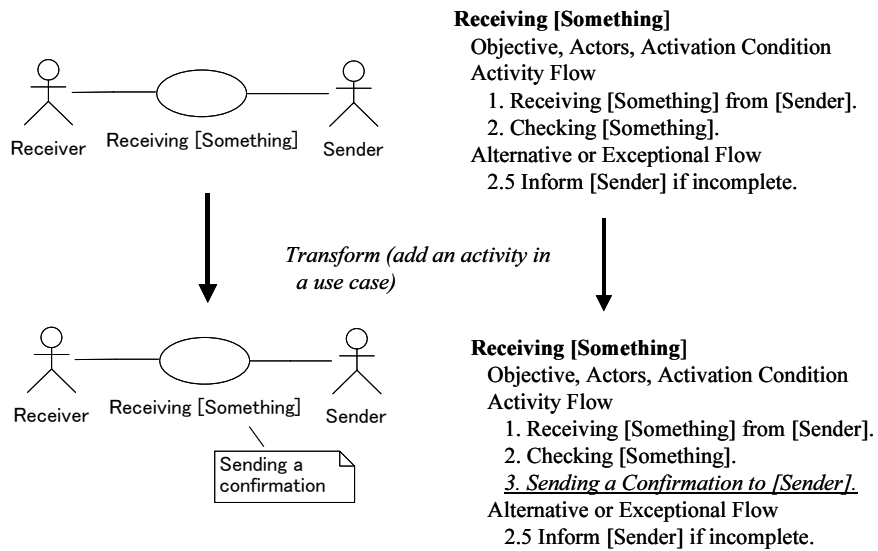 Receiver
Receiving [Something]
Sender
Receiving [Something]
Objective, Actors, Activation Condition
Activity Flow
1. Receiving [Something] from [Sender].
2. Checking [Something].
Alternative or Exceptional Flow
2.5 Inform [Sender] if incomplete.
Transform (add an activity in
a use case)
Receiver
Receiving [Something]
Sender
Sending a
confirmation
Receiving [Something]
Objective, Actors, Activation Condition
Activity Flow
1. Receiving [Something] from [Sender].
2. Checking [Something].
3. Sending a Confirmation to [Sender].
Alternative or Exceptional Flow
2.5 Inform [Sender] if incomplete.